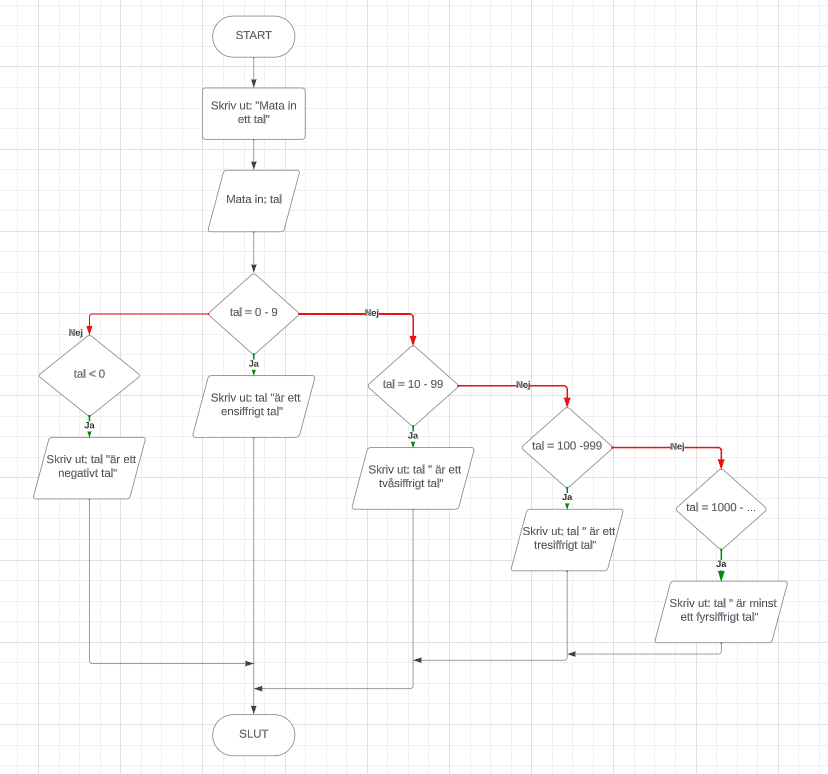 START
Skriv ut: "Mata in
ett tal"
Mata in; tal
tal = 0 - 9
Nej
Nej
tal < 0
Ja
tal = 10 - 99
Nej
Skriv ut: tal "är ett
ensiffrigt tal"
Ja
Skriv ut; tal "är ett
negativt tal"
Ja
tal = 100 -999
Nej
Skriv ut: tal " är ett
tvåsiffrigt tal"
Ja
tal = 1000 - ...
Skriv ut; tal " är ett
tresiffrigt tal"
Ja
Skriv ut: tal " är minst
ett fyrsiffrigt tal"
SLUT